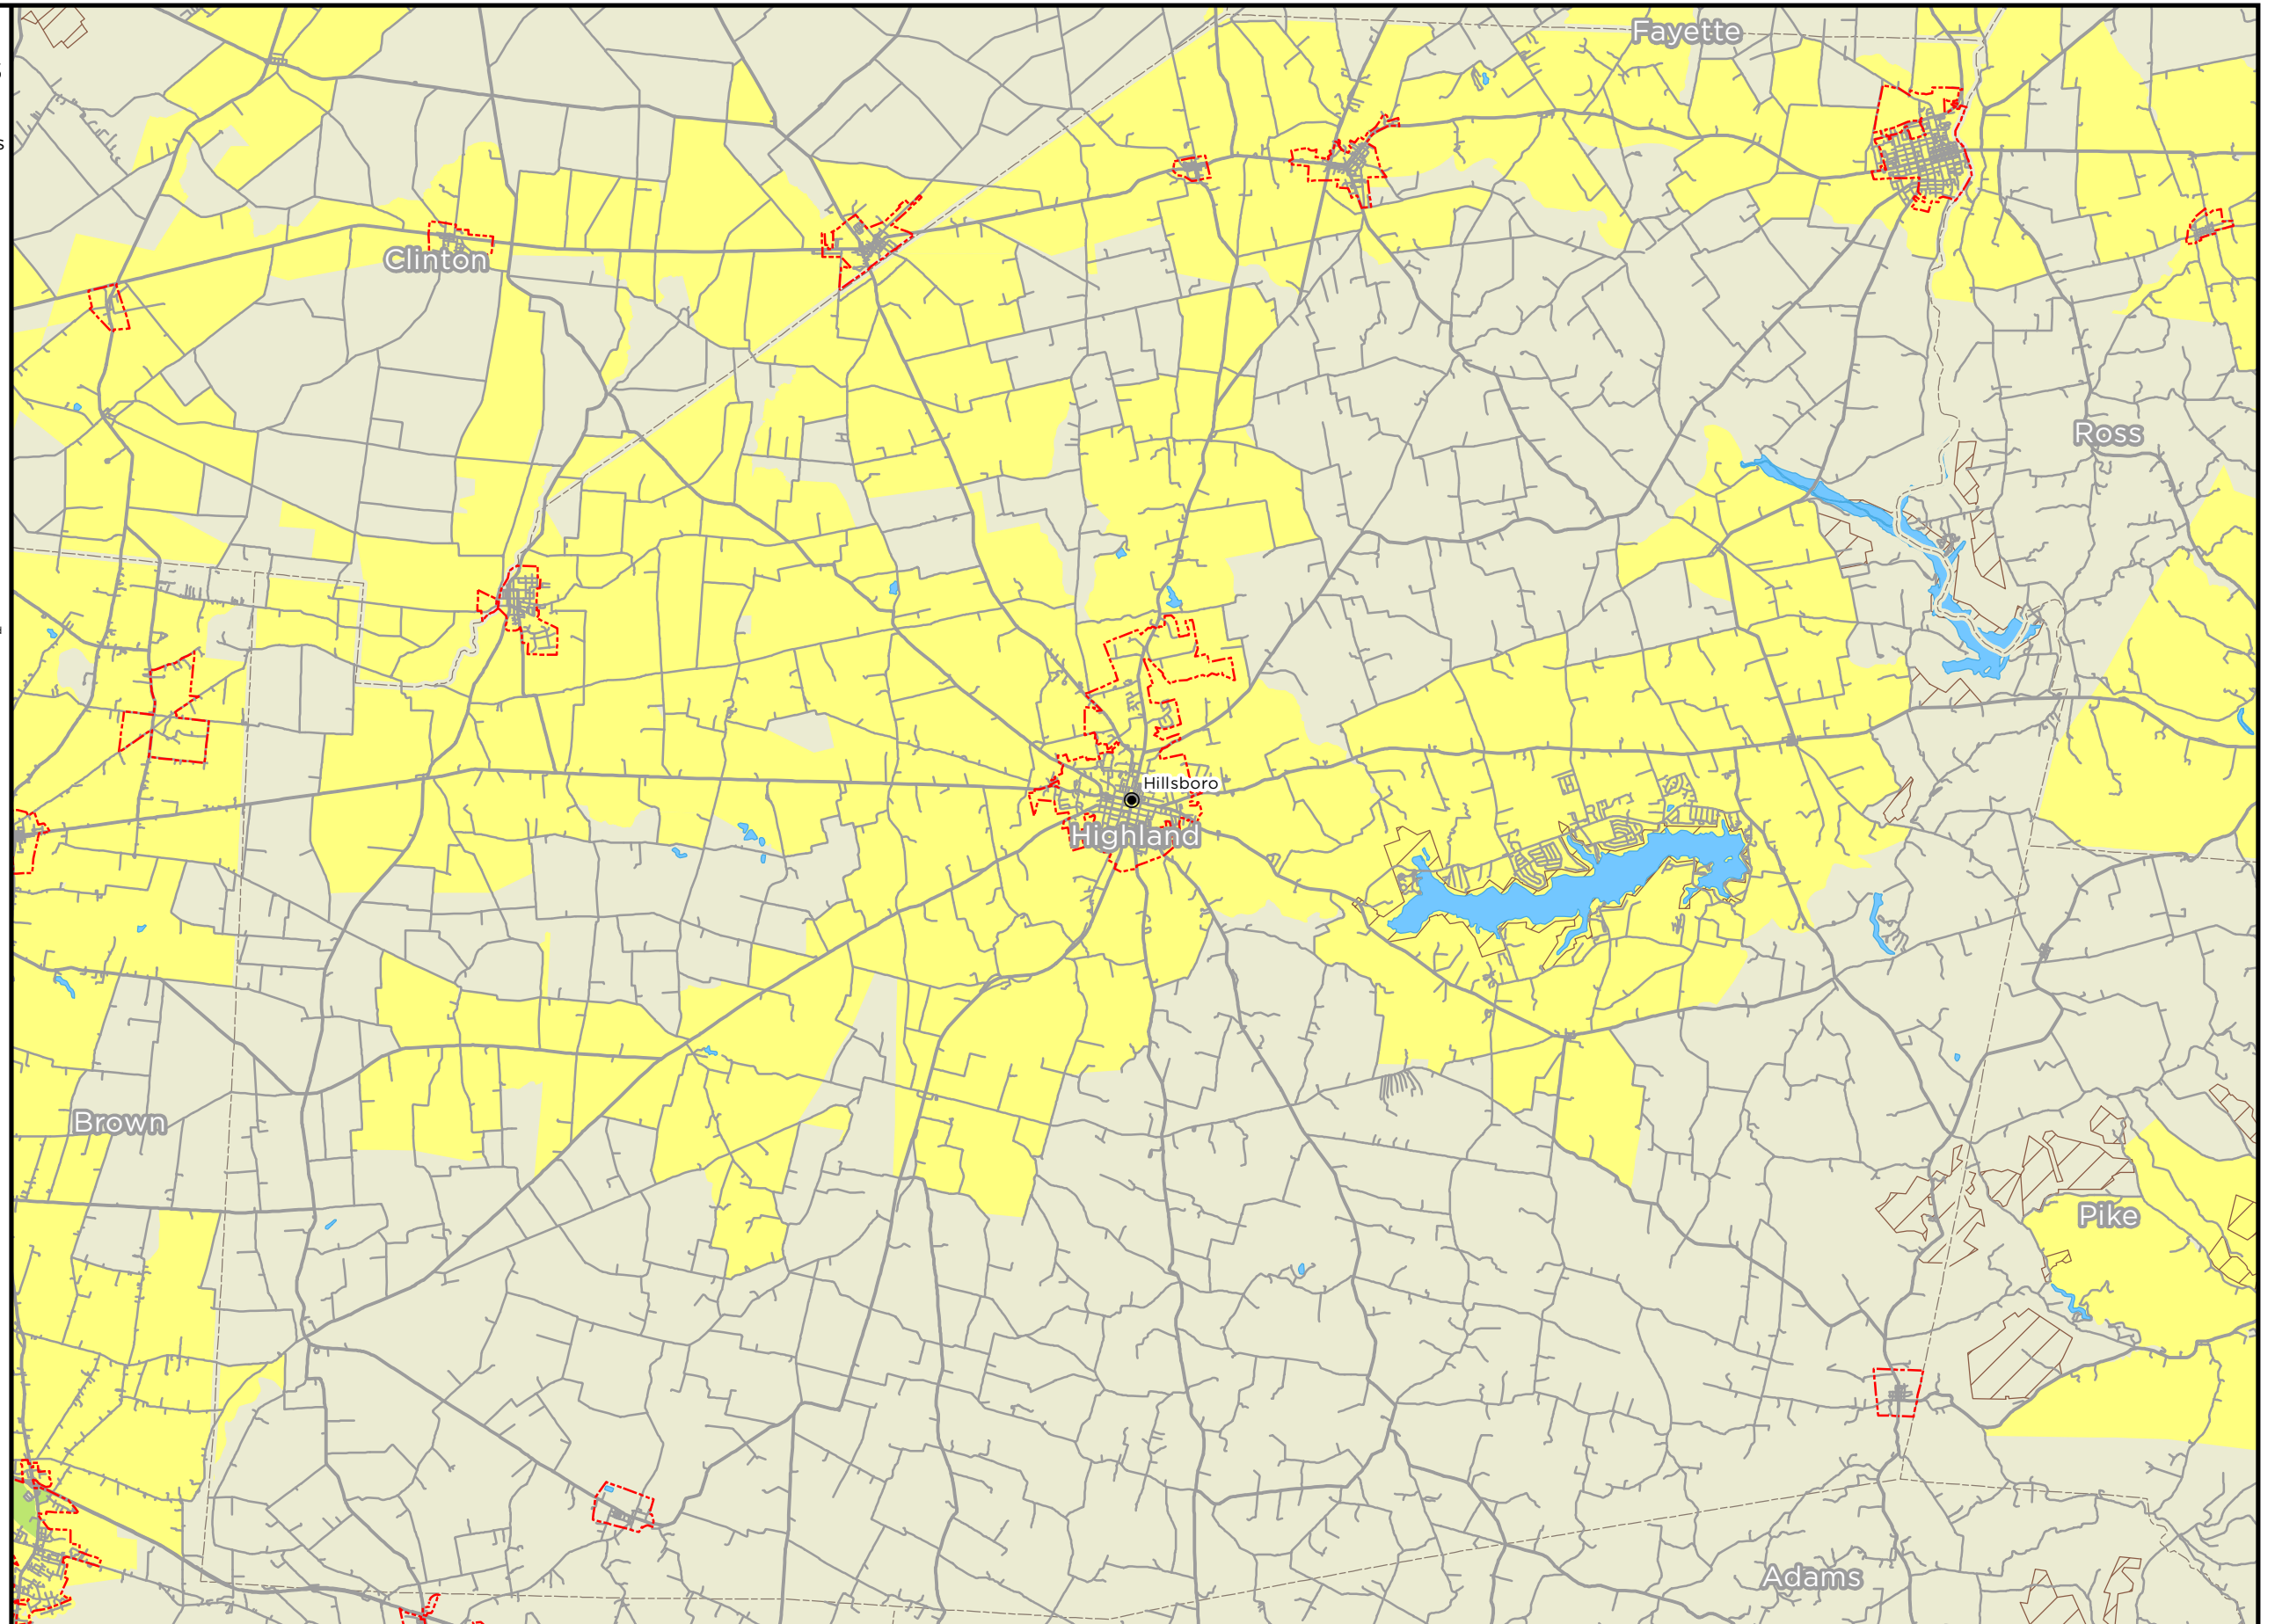 Fayette
Clinton
Ross
Hillsboro
Highland
Brown
Pike
Adams